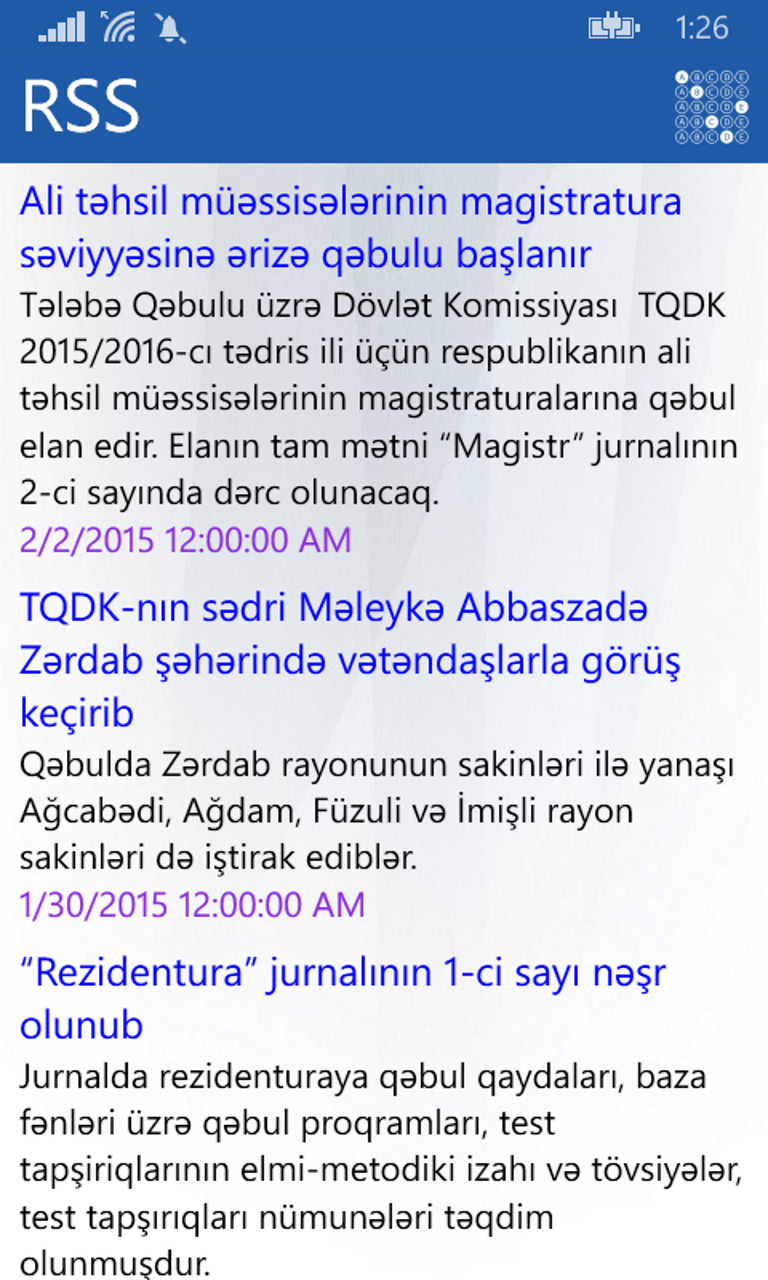 1:26
RSS
A B C D E
A B C D E
A B C D E
A B C D E
A B C D E
Ali təhsil müəssisələrinin magistratura
səviyyəsinə ərizə qəbulu başlanır
Tələbə Qəbulu üzrə Dövlət Komissiyası  TQDK
2015/2016-cı tədris ili üçün respublikanın ali
təhsil müəssisələrinin magistraturalarına qəbul
elan edir. Elanın tam mətni “Magistr” jurnalının
2-ci sayında dərc olunacaq.
2/2/2015 12:00:00 AM
TQDK-nın sədri Məleykə Abbaszadə
Zərdab şəhərində vətəndaşlarla görüş
keçirib
Qəbulda Zərdab rayonunun sakinləri ilə yanaşı
Ağcabədi, Ağdam, Füzuli və İmişli rayon
sakinləri də iştirak ediblər.
1/30/2015 12:00:00 AM
“Rezidentura” jurnalının 1-ci sayı nəşr
olunub
Jurnalda rezidenturaya qəbul qaydaları, baza
fənləri üzrə qəbul proqramları, test
tapşiriqlarının elmi-metodiki izahı və tövsiyələr,
test tapşırıqları nümunələri təqdim
olunmuşdur.